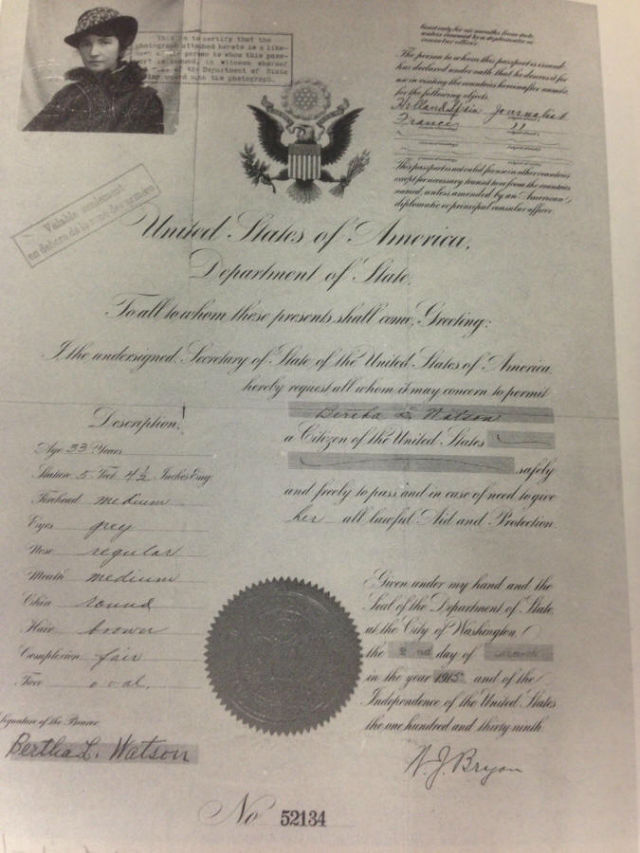 This is to certify that the
photograph attached hereto is a like-
ness of the person to whom this pass-
port is issued, in witness whereof
the of the Department of State
is upon the photograph.
good only for six months from date
unless extended by a diplomatic or
consular officer.
The person to whom this passport is issued
has declared under oath that he desires it for
use in visiting the countries hereinafter named,
for the following objects.
Holland Spain Journalist
France "
This passport is not valid for use in other countries
except for necessary transit to or from the countries
named, unless amended by an American
diplomatic or principal consular officer
Valable seulement
en dehors de la des armées
United States of America,
Department of State,
To all to whom these presents shall come, Greeting:
I, the undersigned, Secretary of State of the United States of America,
hereby request all whom it may concern to permit
Bertha L. Watson
a Citizen of the United States
safely
and freely to pass and in case of need to give
her all lawful Aid and Protection
Description,
Age 33 Years
Stature 5 Feet 4½ Inches Eng
Forehead medium
Eyes grey
Nose regular
Mouth medium
Chin round
Hair brown
Complexion fair
Face oval.
Signature of the Bearer
Bertha L. Watson
Given under my hand and the
Seal of the Department of State,
at the City of Washington,
the 2nd day of
in the year 1915 and of the
Independence of the United States
the one hundred and thirty ninth
W. J. Bryan
No 52134